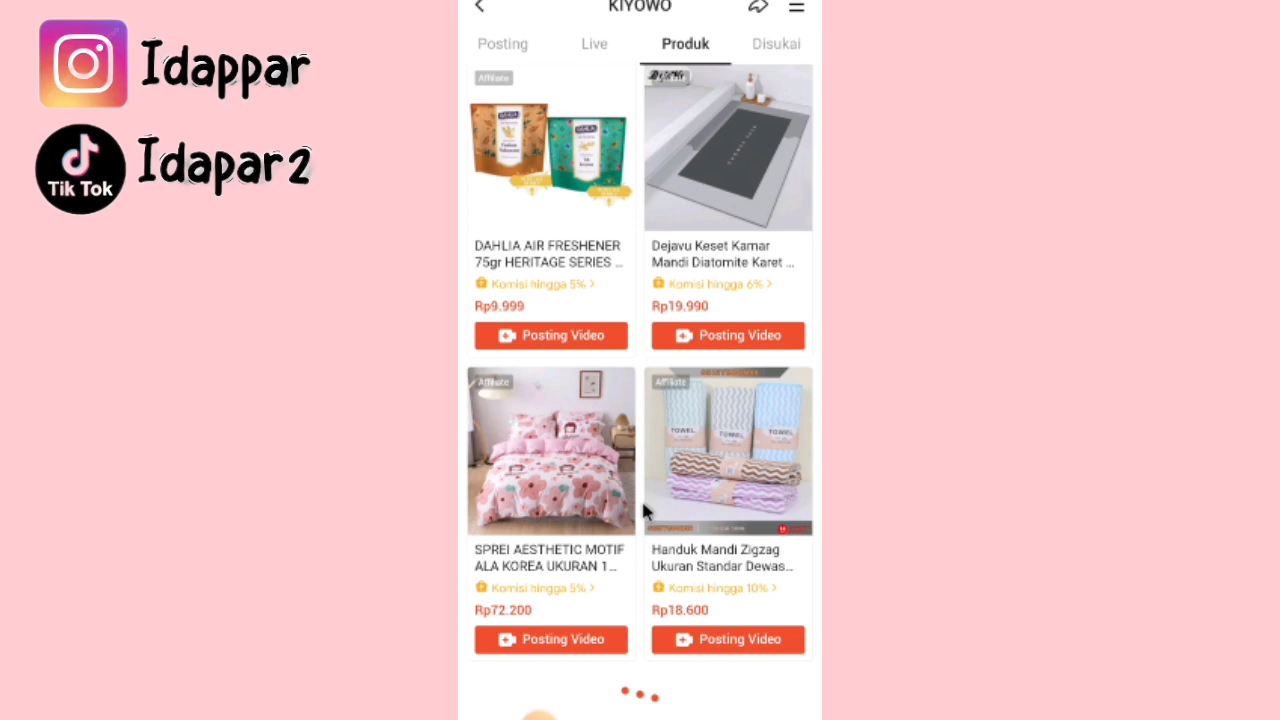 Idappar
Tik Tok
Idapar2
KIYOWO
Posting
Live
Produk
Disukai
Affiliate
DAHLIA AIR FRESHENER
75gr HERITAGE SERIES ...
Komisi hingga 5% >
Rp9.999
Posting Video
Dejavu Keset Kamar
Mandi Diatomite Karet ...
Komisi hingga 6% >
Rp19.990
Posting Video
Affiliate
SPREI AESTHETIC MOTIF
ALA KOREA UKURAN 1...
Komisi hingga 5% >
Rp72.200
Posting Video
Affiliate
TOWEL
TOWEL
TOWEL
Handuk Mandi Zigzag
Ukuran Standar Dewas...
Komisi hingga 10% >
Rp18.600
Posting Video